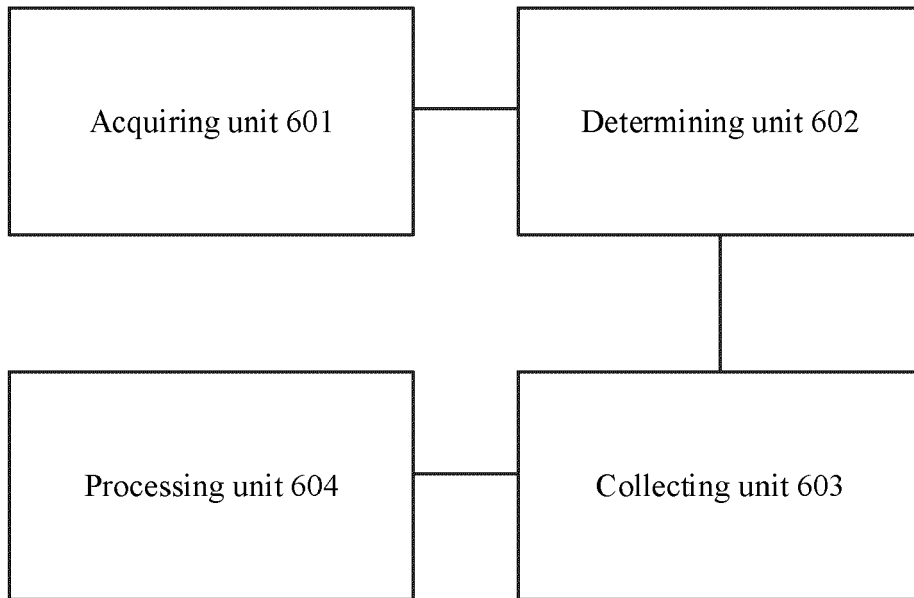 Acquiring unit 601
Determining unit 602
Processing unit 604
Collecting unit 603